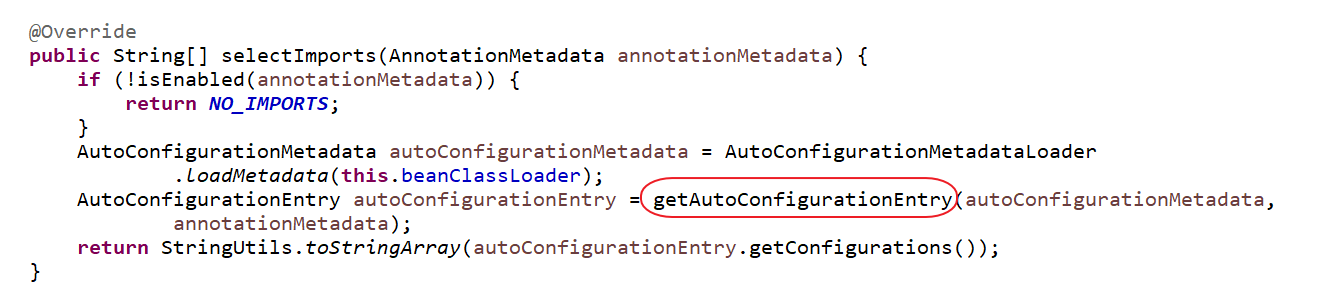 @Override
public String[] selectImports(AnnotationMetadata annotationMetadata) {
    if (!isEnabled(annotationMetadata)) {
        return NO_IMPORTS;
    }
    AutoConfigurationMetadata autoConfigurationMetadata = AutoConfigurationMetadataLoader
            .loadMetadata(this.beanClassLoader);
    AutoConfigurationEntry autoConfigurationEntry = getAutoConfigurationEntry(autoConfigurationMetadata,
            annotationMetadata);
    return StringUtils.toStringArray(autoConfigurationEntry.getConfigurations());
}